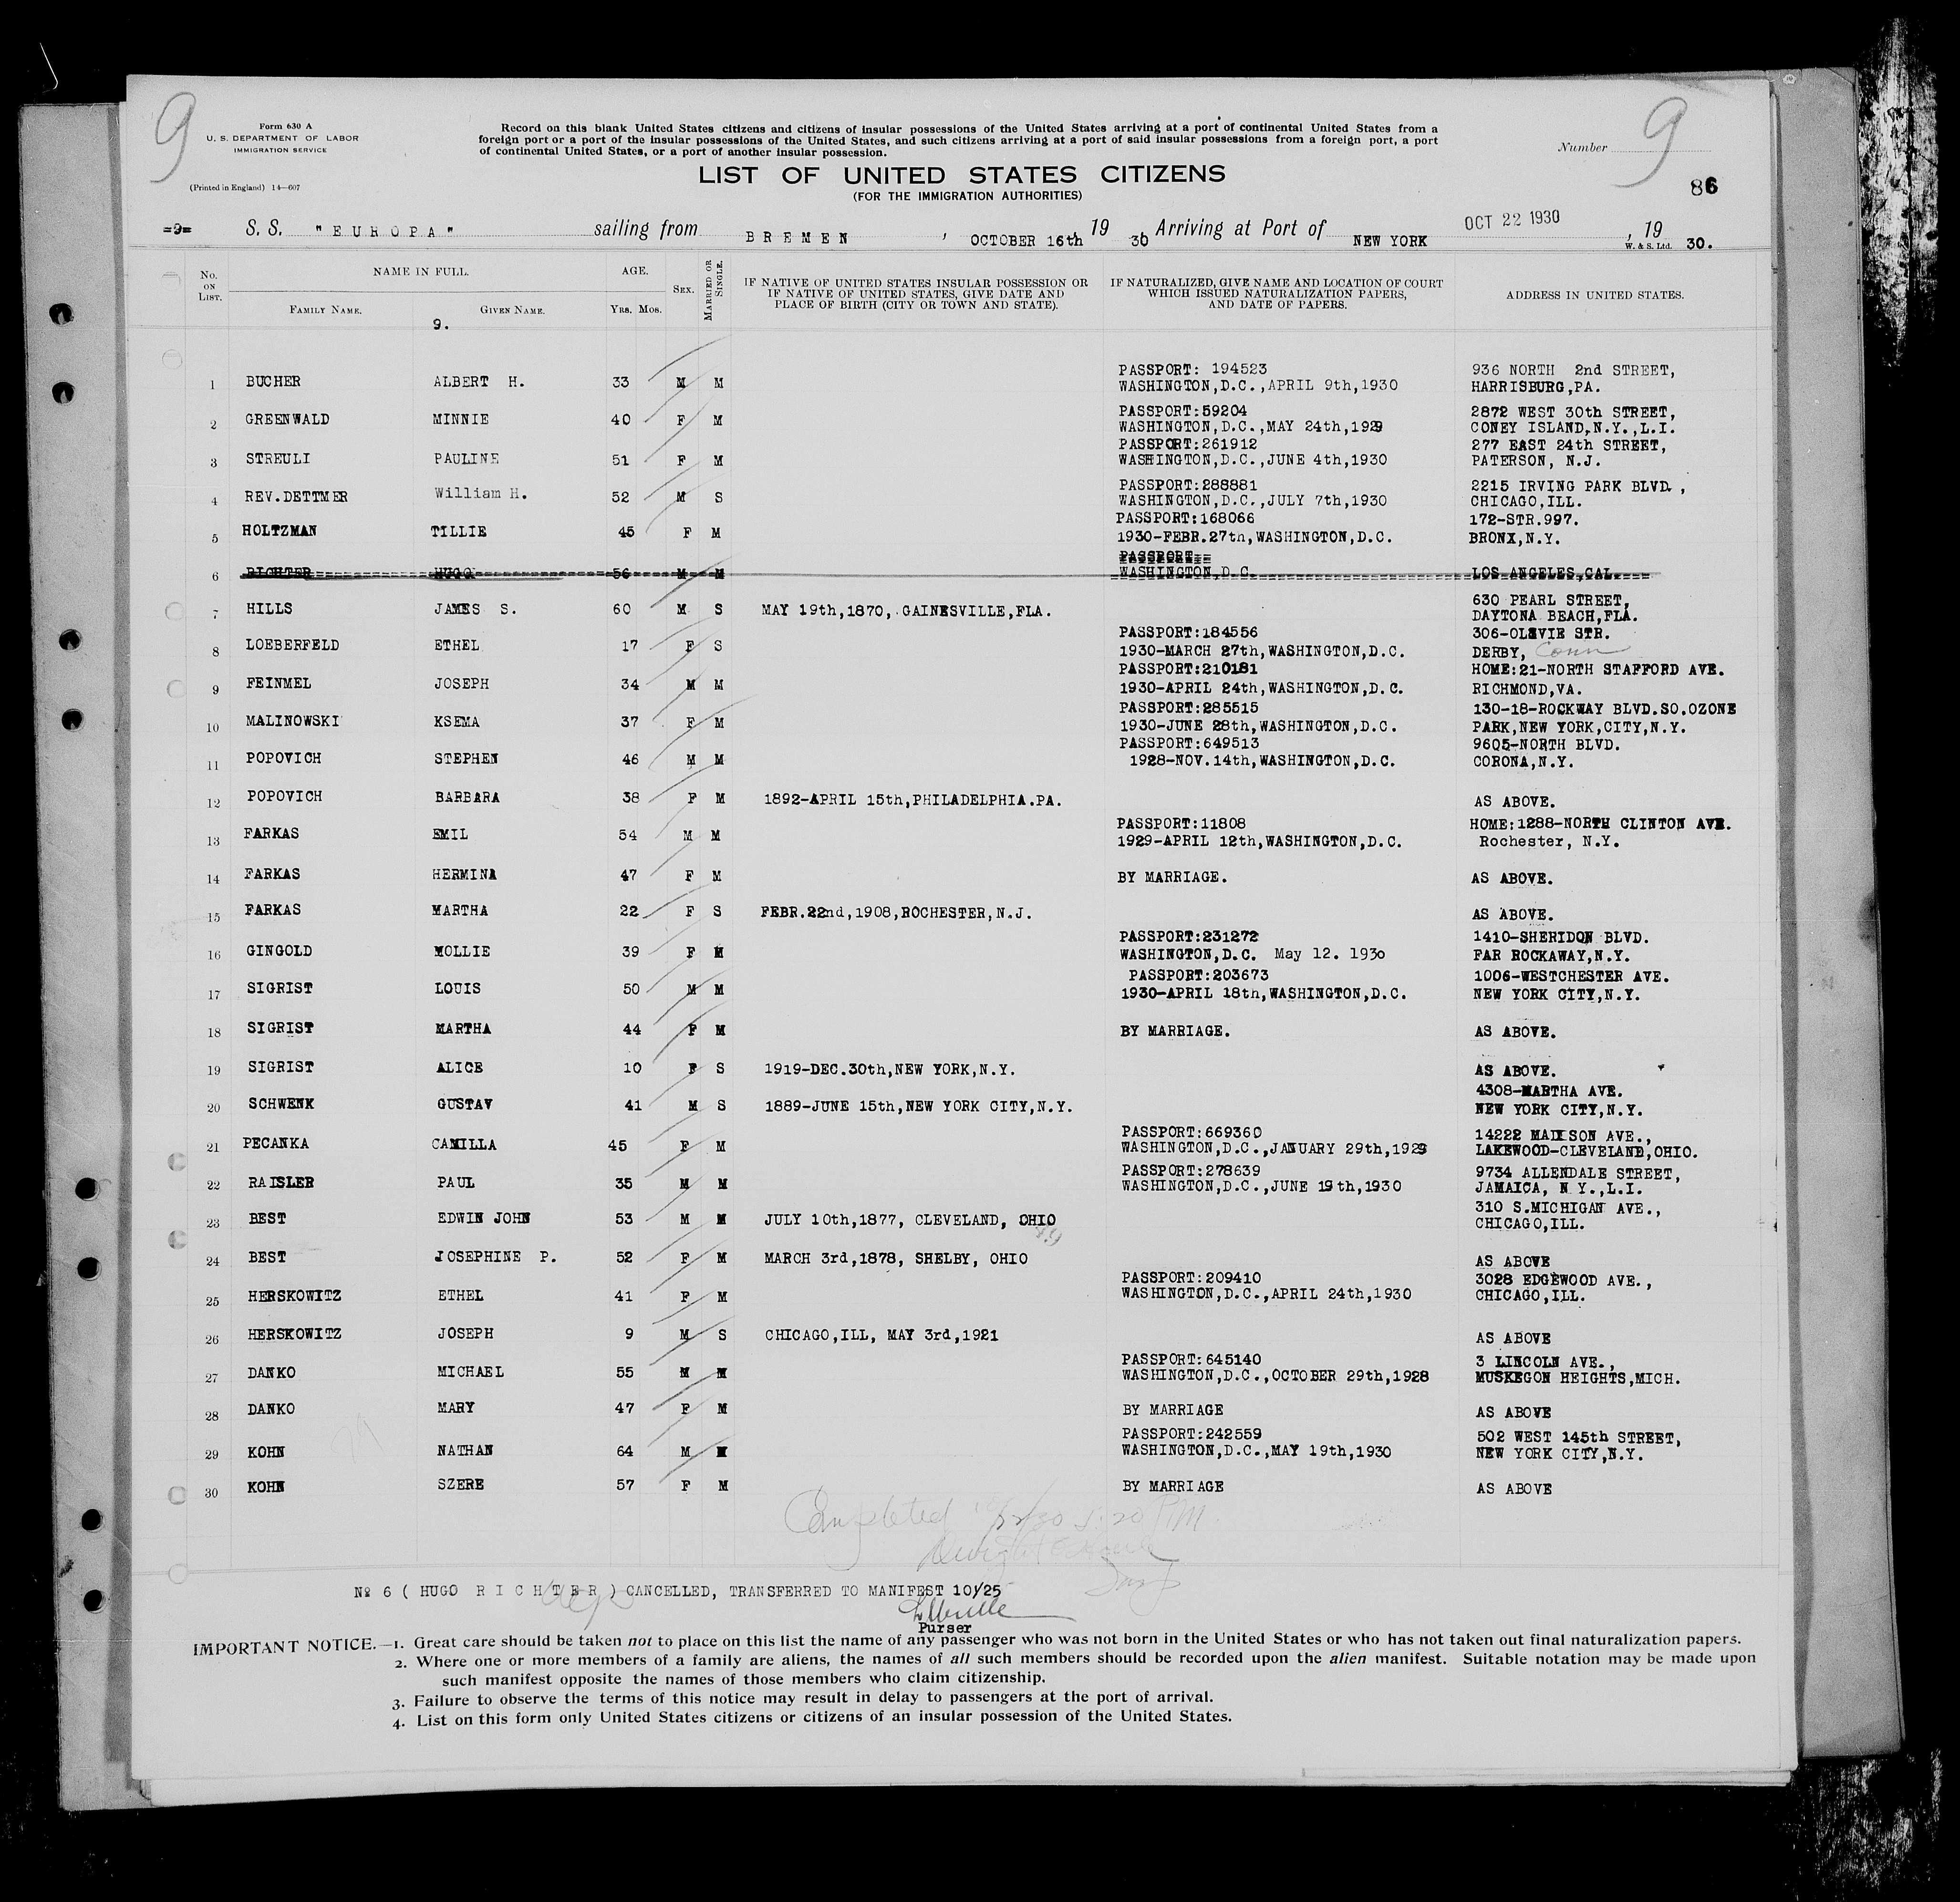 9
9
Form 630 A
U. S. DEPARTMENT OF LABOR
IMMIGRATION SERVICE
(Printed in England) 14—607
Record on this blank United States citizens and citizens of insular possessions of the United States arriving at a port of continental United States from a
foreign port or a port of the insular possessions of the United States, and such citizens arriving at a port of said insular possessions from a foreign port, a port
of continental United States, or a port of another insular possession.
Number
LIST OF UNITED STATES CITIZENS
(FOR THE IMMIGRATION AUTHORITIES)
86
=9= S. S. "EUROPA" sailing from BREMEN, OCTOBER 16th 19 30, Arriving at Port of NEW YORK OCT 22 1930, 19 30.
W. & S. Ltd.
No. ON LIST. NAME IN FULL. FAMILY NAME. GIVEN NAME. AGE. YRS. MOS. SEX. MARRIED OR SINGLE. IF NATIVE OF UNITED STATES INSULAR POSSESSION OR IF NATIVE OF UNITED STATES, GIVE DATE AND PLACE OF BIRTH (CITY OR TOWN AND STATE). IF NATURALIZED, GIVE NAME AND LOCATION OF COURT WHICH ISSUED NATURALIZATION PAPERS, AND DATE OF PAPERS. ADDRESS IN UNITED STATES.
9.
PASSPORT: 194523 936 NORTH 2nd STREET,
1 BUCHER ALBERT H. 33 M M WASHINGTON,D.C.,APRIL 9th,1930 HARRISBURG,PA.
PASSPORT:59204 2872 WEST 30th STREET,
2 GREENWALD MINNIE 40 F M WASHINGTON,D.C.,MAY 24th,1929 CONEY ISLAND,N.Y.,L.I.
PASSPORT:261912 277 EAST 24th STREET,
3 STREULI PAULINE 51 F M WASHINGTON,D.C.,JUNE 4th,1930 PATERSON, N.J.
PASSPORT:288881 2215 IRVING PARK BLVD.,
4 REV.DETTMER William H. 52 M S WASHINGTON,D.C.,JULY 7th,1930 CHICAGO,ILL.
PASSPORT:168066 172-STR.997.
5 HOLTZMAN TILLIE 45 F M 1930-FEBR.27th,WASHINGTON,D.C. BRONX,N.Y.
PASSPORT
6 RICHTER HUGO 56 M M WASHINGTON,D.C. LOS ANGELES,CAL.
630 PEARL STREET,
7 HILLS JAMES S. 60 M S MAY 19th,1870, GAINESVILLE,FLA. DAYTONA BEACH,FLA.
PASSPORT:184556 306-OLEVIE STR.
8 LOEBERFELD ETHEL 17 F S 1930-MARCH 27th,WASHINGTON,D.C. DERBY, Conn
PASSPORT:210181 HOME:21-NORTH STAFFORD AVE.
9 FEINMEL JOSEPH 34 M M 1930-APRIL 24th,WASHINGTON,D.C. RICHMOND,VA.
PASSPORT:285515 130-18-ROCKWAY BLVD.SO.OZONE
10 MALINOWSKI KSEMA 37 F M 1930-JUNE 28th,WASHINGTON,D.C. PARK,NEW YORK,CITY,N.Y.
PASSPORT:649513 9605-NORTH BLVD.
11 POPOVICH STEPHEN 46 M M 1928-NOV.14th,WASHINGTON,D.C. CORONA,N.Y.
12 POPOVICH BARBARA 38 F M 1892-APRIL 15th,PHILADELPHIA.PA. AS ABOVE.
PASSPORT:11808 HOME:1288-NORTH CLINTON AVE.
13 FARKAS EMIL 54 M M 1929-APRIL 12th,WASHINGTON,D.C. Rochester, N.Y.
14 FARKAS HERMINA 47 F M BY MARRIAGE. AS ABOVE.
15 FARKAS MARTHA 22 F S FEBR.22nd,1908,ROCHESTER,N.J. AS ABOVE.
PASSPORT:231272 1410-SHERIDON BLVD.
16 GINGOLD MOLLIE 39 F M WASHINGTON,D.C. May 12. 1930 FAR ROCKAWAY,N.Y.
PASSPORT:203673 1006-WESTCHESTER AVE.
17 SIGRIST LOUIS 50 M M 1930-APRIL 18th,WASHINGTON,D.C. NEW YORK CITY,N.Y.
18 SIGRIST MARTHA 44 F M BY MARRIAGE. AS ABOVE.
19 SIGRIST ALICE 10 F S 1919-DEC.30th,NEW YORK,N.Y. AS ABOVE.
4308-MARTHA AVE.
20 SCHWENK GUSTAV 41 M S 1889-JUNE 15th,NEW YORK CITY,N.Y. NEW YORK CITY,N.Y.
PASSPORT:669360 14222 MADISON AVE.,
21 PECANKA CAMILLA 45 F M WASHINGTON,D.C.,JANUARY 29th,1929 LAKEWOOD-CLEVELAND,OHIO.
PASSPORT:278639 9734 ALLENDALE STREET,
22 RAISLER PAUL 35 M M WASHINGTON,D.C.,JUNE 19th,1930 JAMAICA, N Y.,L.I.
310 S.MICHIGAN AVE.,
23 BEST EDWIN JOHN 53 M M JULY 10th,1877, CLEVELAND, OHIO CHICAGO,ILL.
24 BEST JOSEPHINE P. 52 F M MARCH 3rd,1878, SHELBY, OHIO AS ABOVE
PASSPORT:209410 3028 EDGEWOOD AVE.,
25 HERSKOWITZ ETHEL 41 F M WASHINGTON,D.C.,APRIL 24th,1930 CHICAGO,ILL.
26 HERSKOWITZ JOSEPH 9 M S CHICAGO,ILL, MAY 3rd,1921 AS ABOVE
PASSPORT:645140 3 LINCOLN AVE.,
27 DANKO MICHAEL 55 M M WASHINGTON,D.C.,OCTOBER 29th,1928 MUSKEGON HEIGHTS,MICH.
28 DANKO MARY 47 F M BY MARRIAGE AS ABOVE
PASSPORT:242559 502 WEST 145th STREET,
29 KOHN NATHAN 64 M M WASHINGTON,D.C.,MAY 19th,1930 NEW YORK CITY,N.Y.
30 KOHN SZERE 57 F M BY MARRIAGE AS ABOVE
Completed
№ 6 ( HUGO RICHTER ) CANCELLED, TRANSFERRED TO MANIFEST 10/25
Purser
IMPORTANT NOTICE.—1. Great care should be taken not to place on this list the name of any passenger who was not born in the United States or who has not taken out final naturalization papers.
2. Where one or more members of a family are aliens, the names of all such members should be recorded upon the alien manifest. Suitable notation may be made upon
such manifest opposite the names of those members who claim citizenship.
3. Failure to observe the terms of this notice may result in delay to passengers at the port of arrival.
4. List on this form only United States citizens or citizens of an insular possession of the United States.